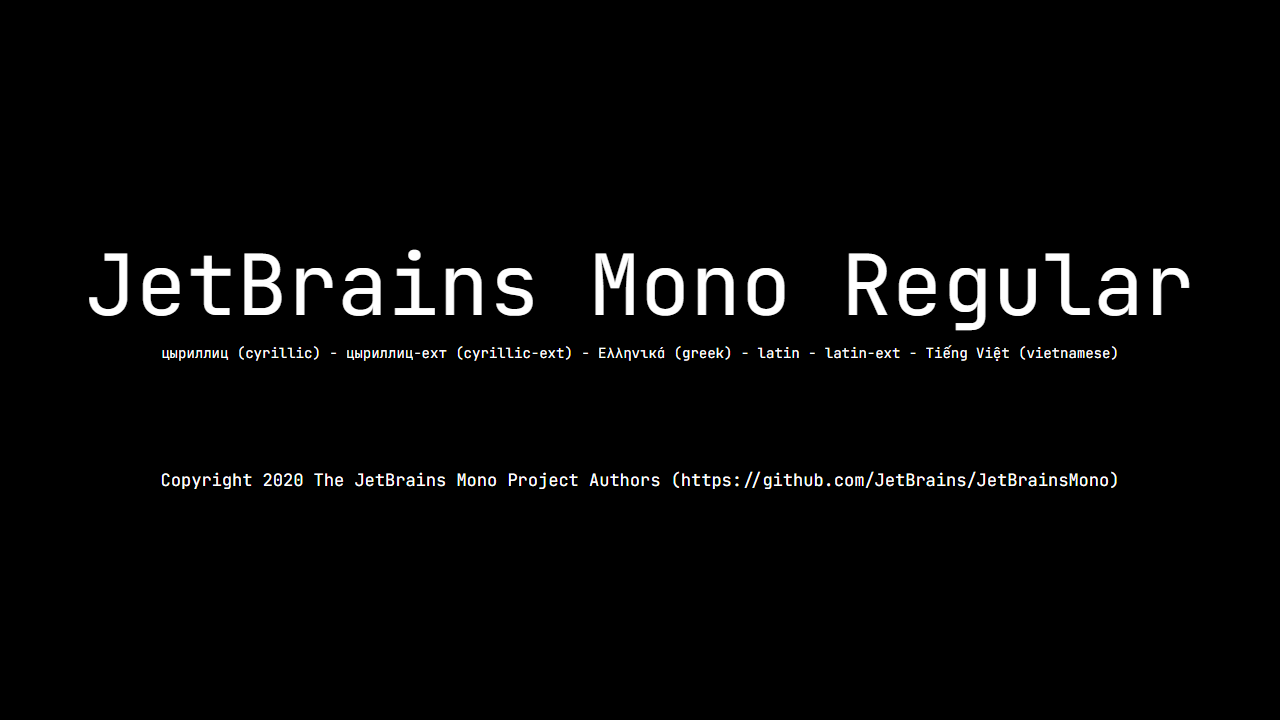 JetBrains Mono Regular
цыриллиц (cyrillic) - цыриллиц-ехт (cyrillic-ext) - Ελληνικά (greek) - latin - latin-ext - Tiếng Việt (vietnamese)
Copyright 2020 The JetBrains Mono Project Authors (https://github.com/JetBrains/JetBrainsMono)